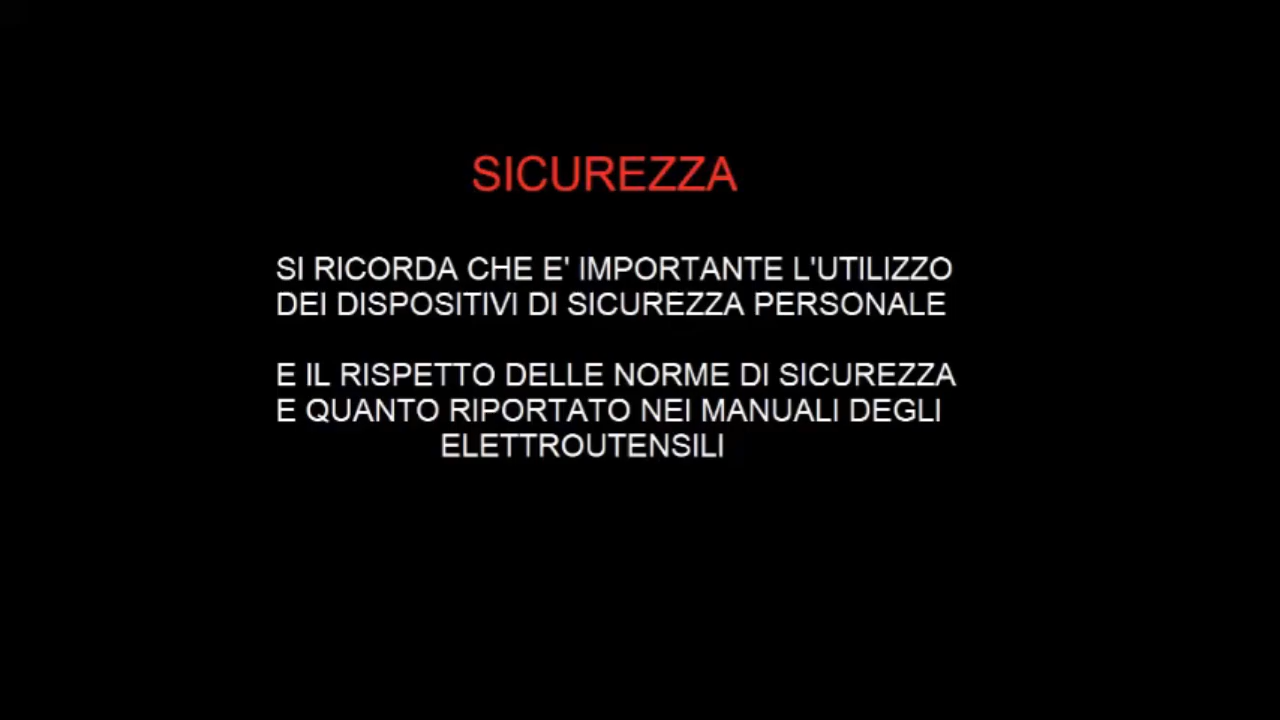 SICUREZZA
SI RICORDA CHE E' IMPORTANTE L'UTILIZZO
DEI DISPOSITIVI DI SICUREZZA PERSONALE
E IL RISPETTO DELLE NORME DI SICUREZZA
E QUANTO RIPORTATO NEI MANUALI DEGLI
ELETTROUTENSILI